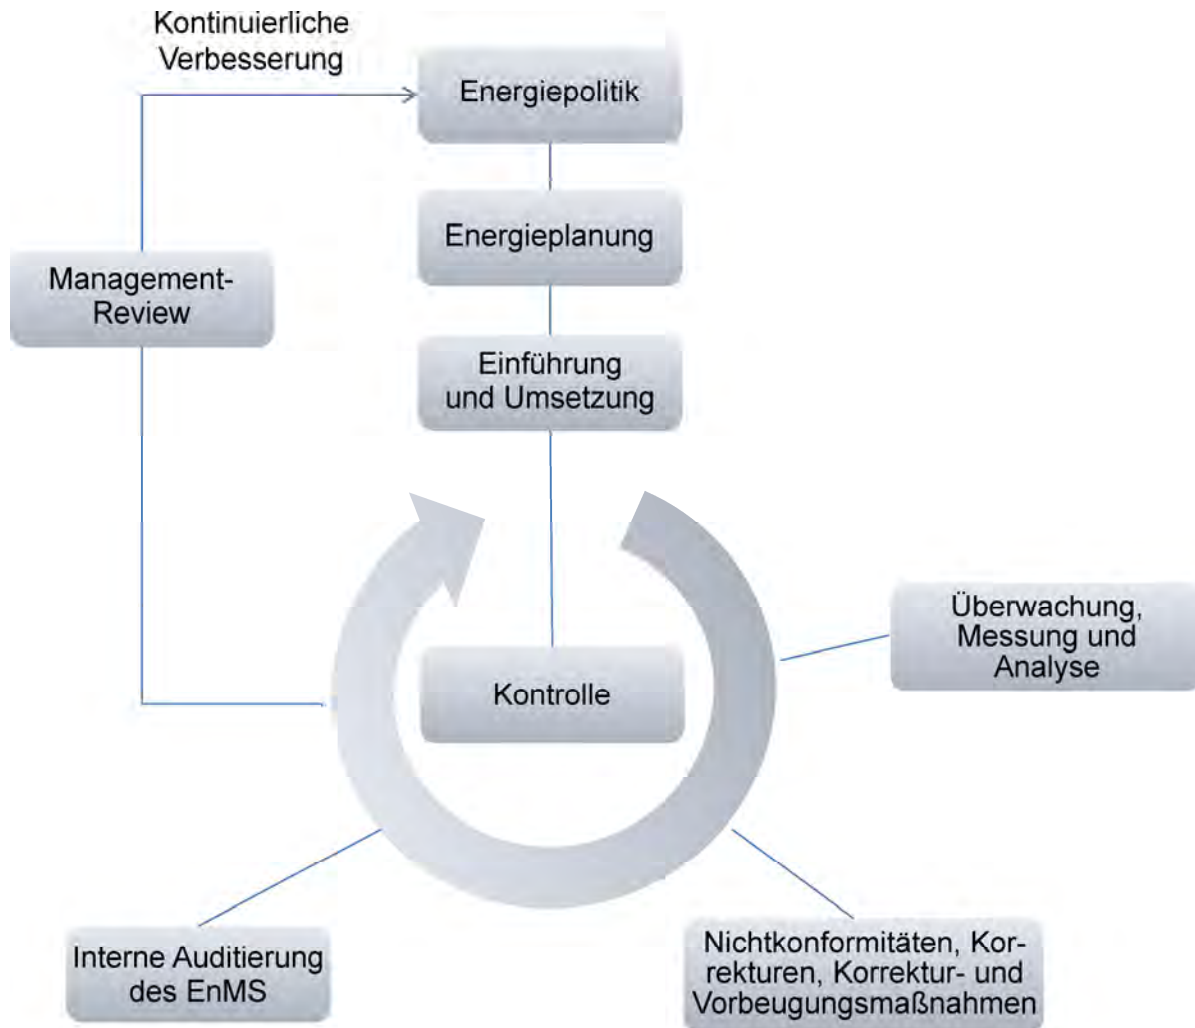 Kontinuierliche
Verbesserung
Energiepolitik
Energieplanung
Management-
Review
Einführung
und Umsetzung
Überwachung,
Messung und
Analyse
Kontrolle
Interne Auditierung
des EnMS
Nichtkonformitäten, Kor-
rekturen, Korrektur- und
Vorbeugungsmaßnahmen